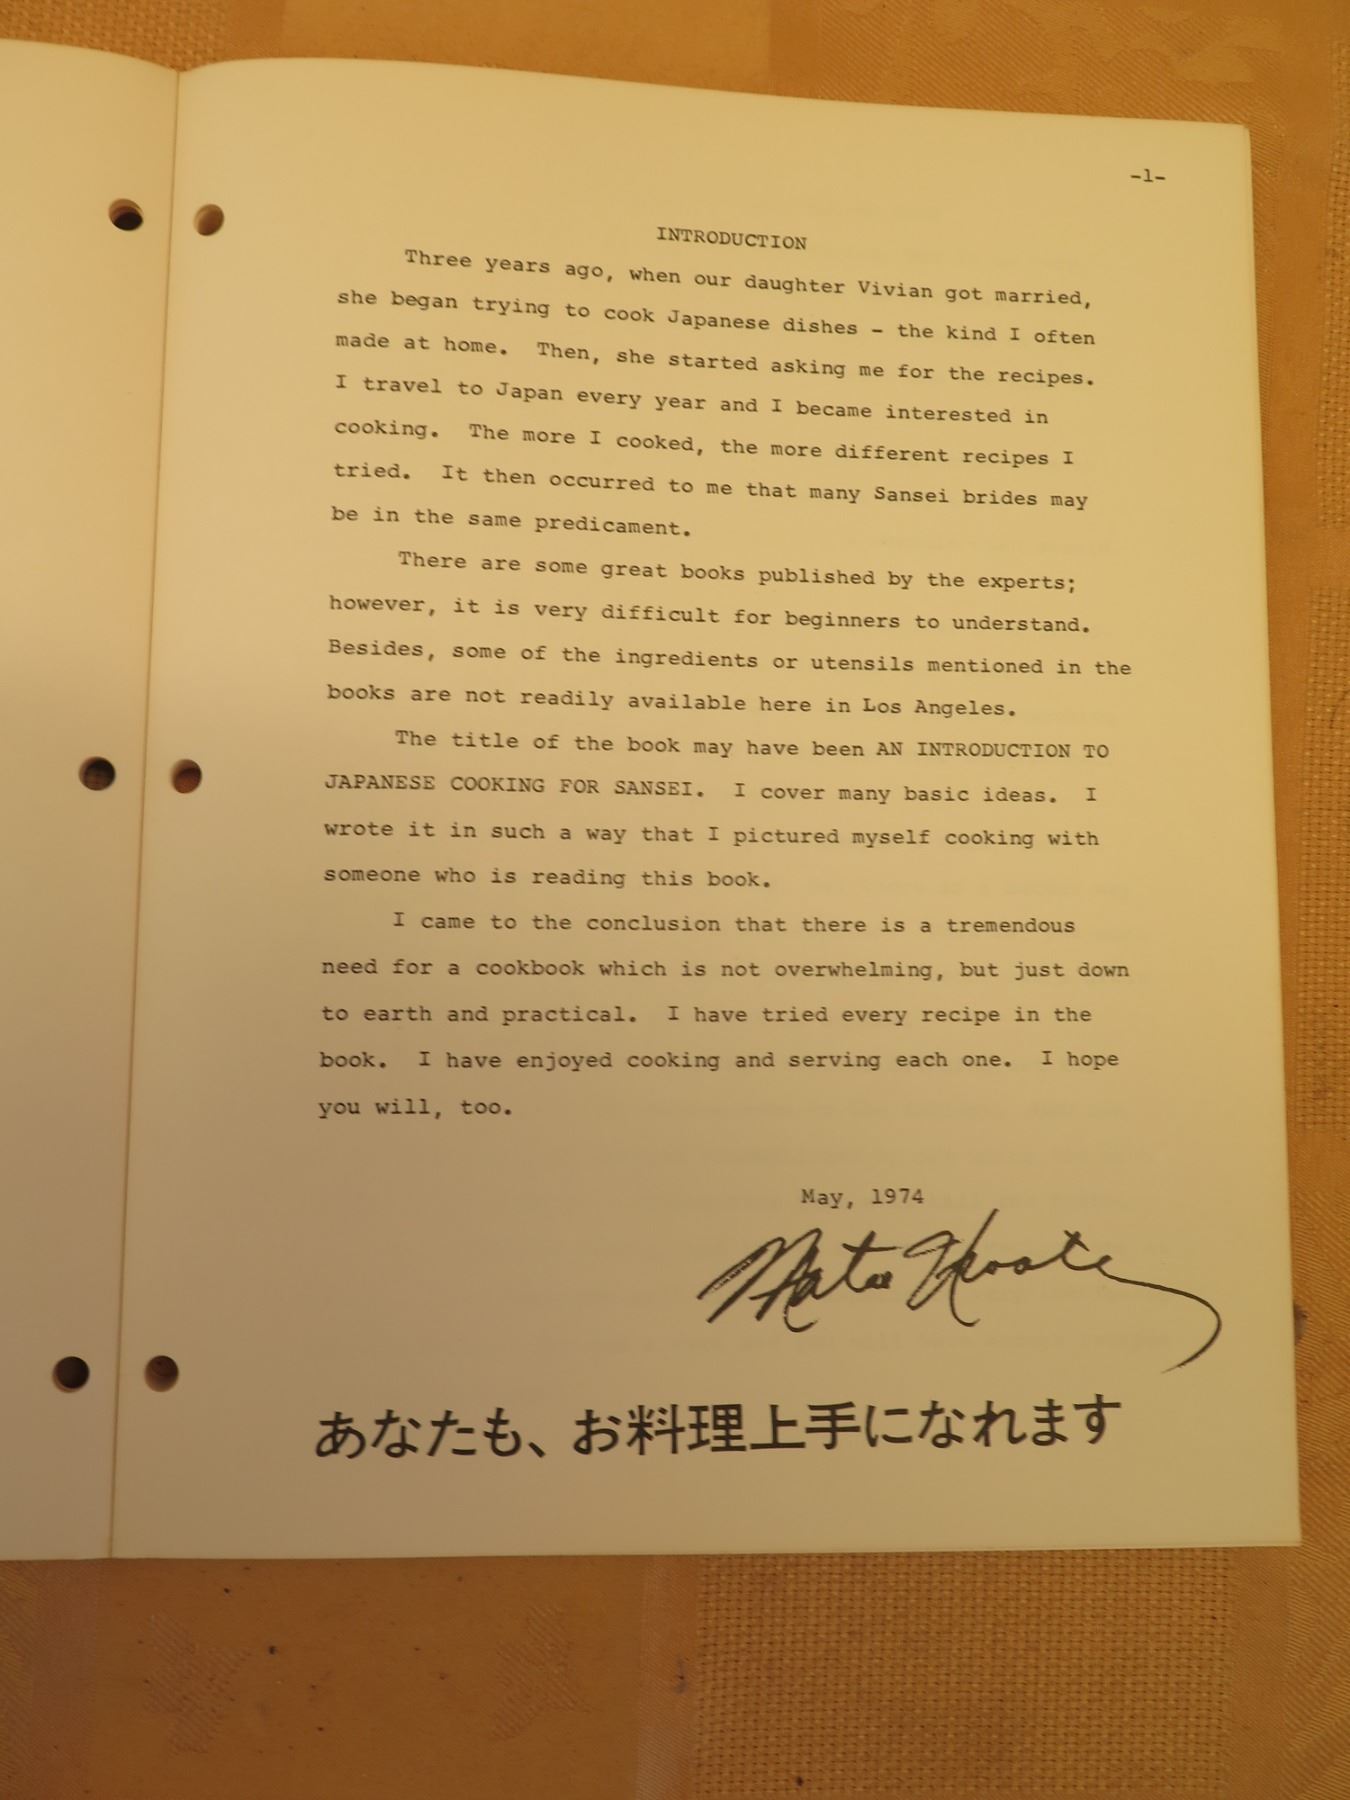 -1-
INTRODUCTION
Three years ago, when our daughter Vivian got married,
she began trying to cook Japanese dishes - the kind I often
made at home. Then, she started asking me for the recipes.
I travel to Japan every year and I became interested in
cooking. The more I cooked, the more different recipes I
tried. It then occurred to me that many Sansei brides may
be in the same predicament.
There are some great books published by the experts;
however, it is very difficult for beginners to understand.
Besides, some of the ingredients or utensils mentioned in the
books are not readily available here in Los Angeles.
The title of the book may have been AN INTRODUCTION TO
JAPANESE COOKING FOR SANSEI. I cover many basic ideas. I
wrote it in such a way that I pictured myself cooking with
someone who is reading this book.
I came to the conclusion that there is a tremendous
need for a cookbook which is not overwhelming, but just down
to earth and practical. I have tried every recipe in the
book. I have enjoyed cooking and serving each one. I hope
you will, too.
May, 1974
あなたも、お料理上手になれます